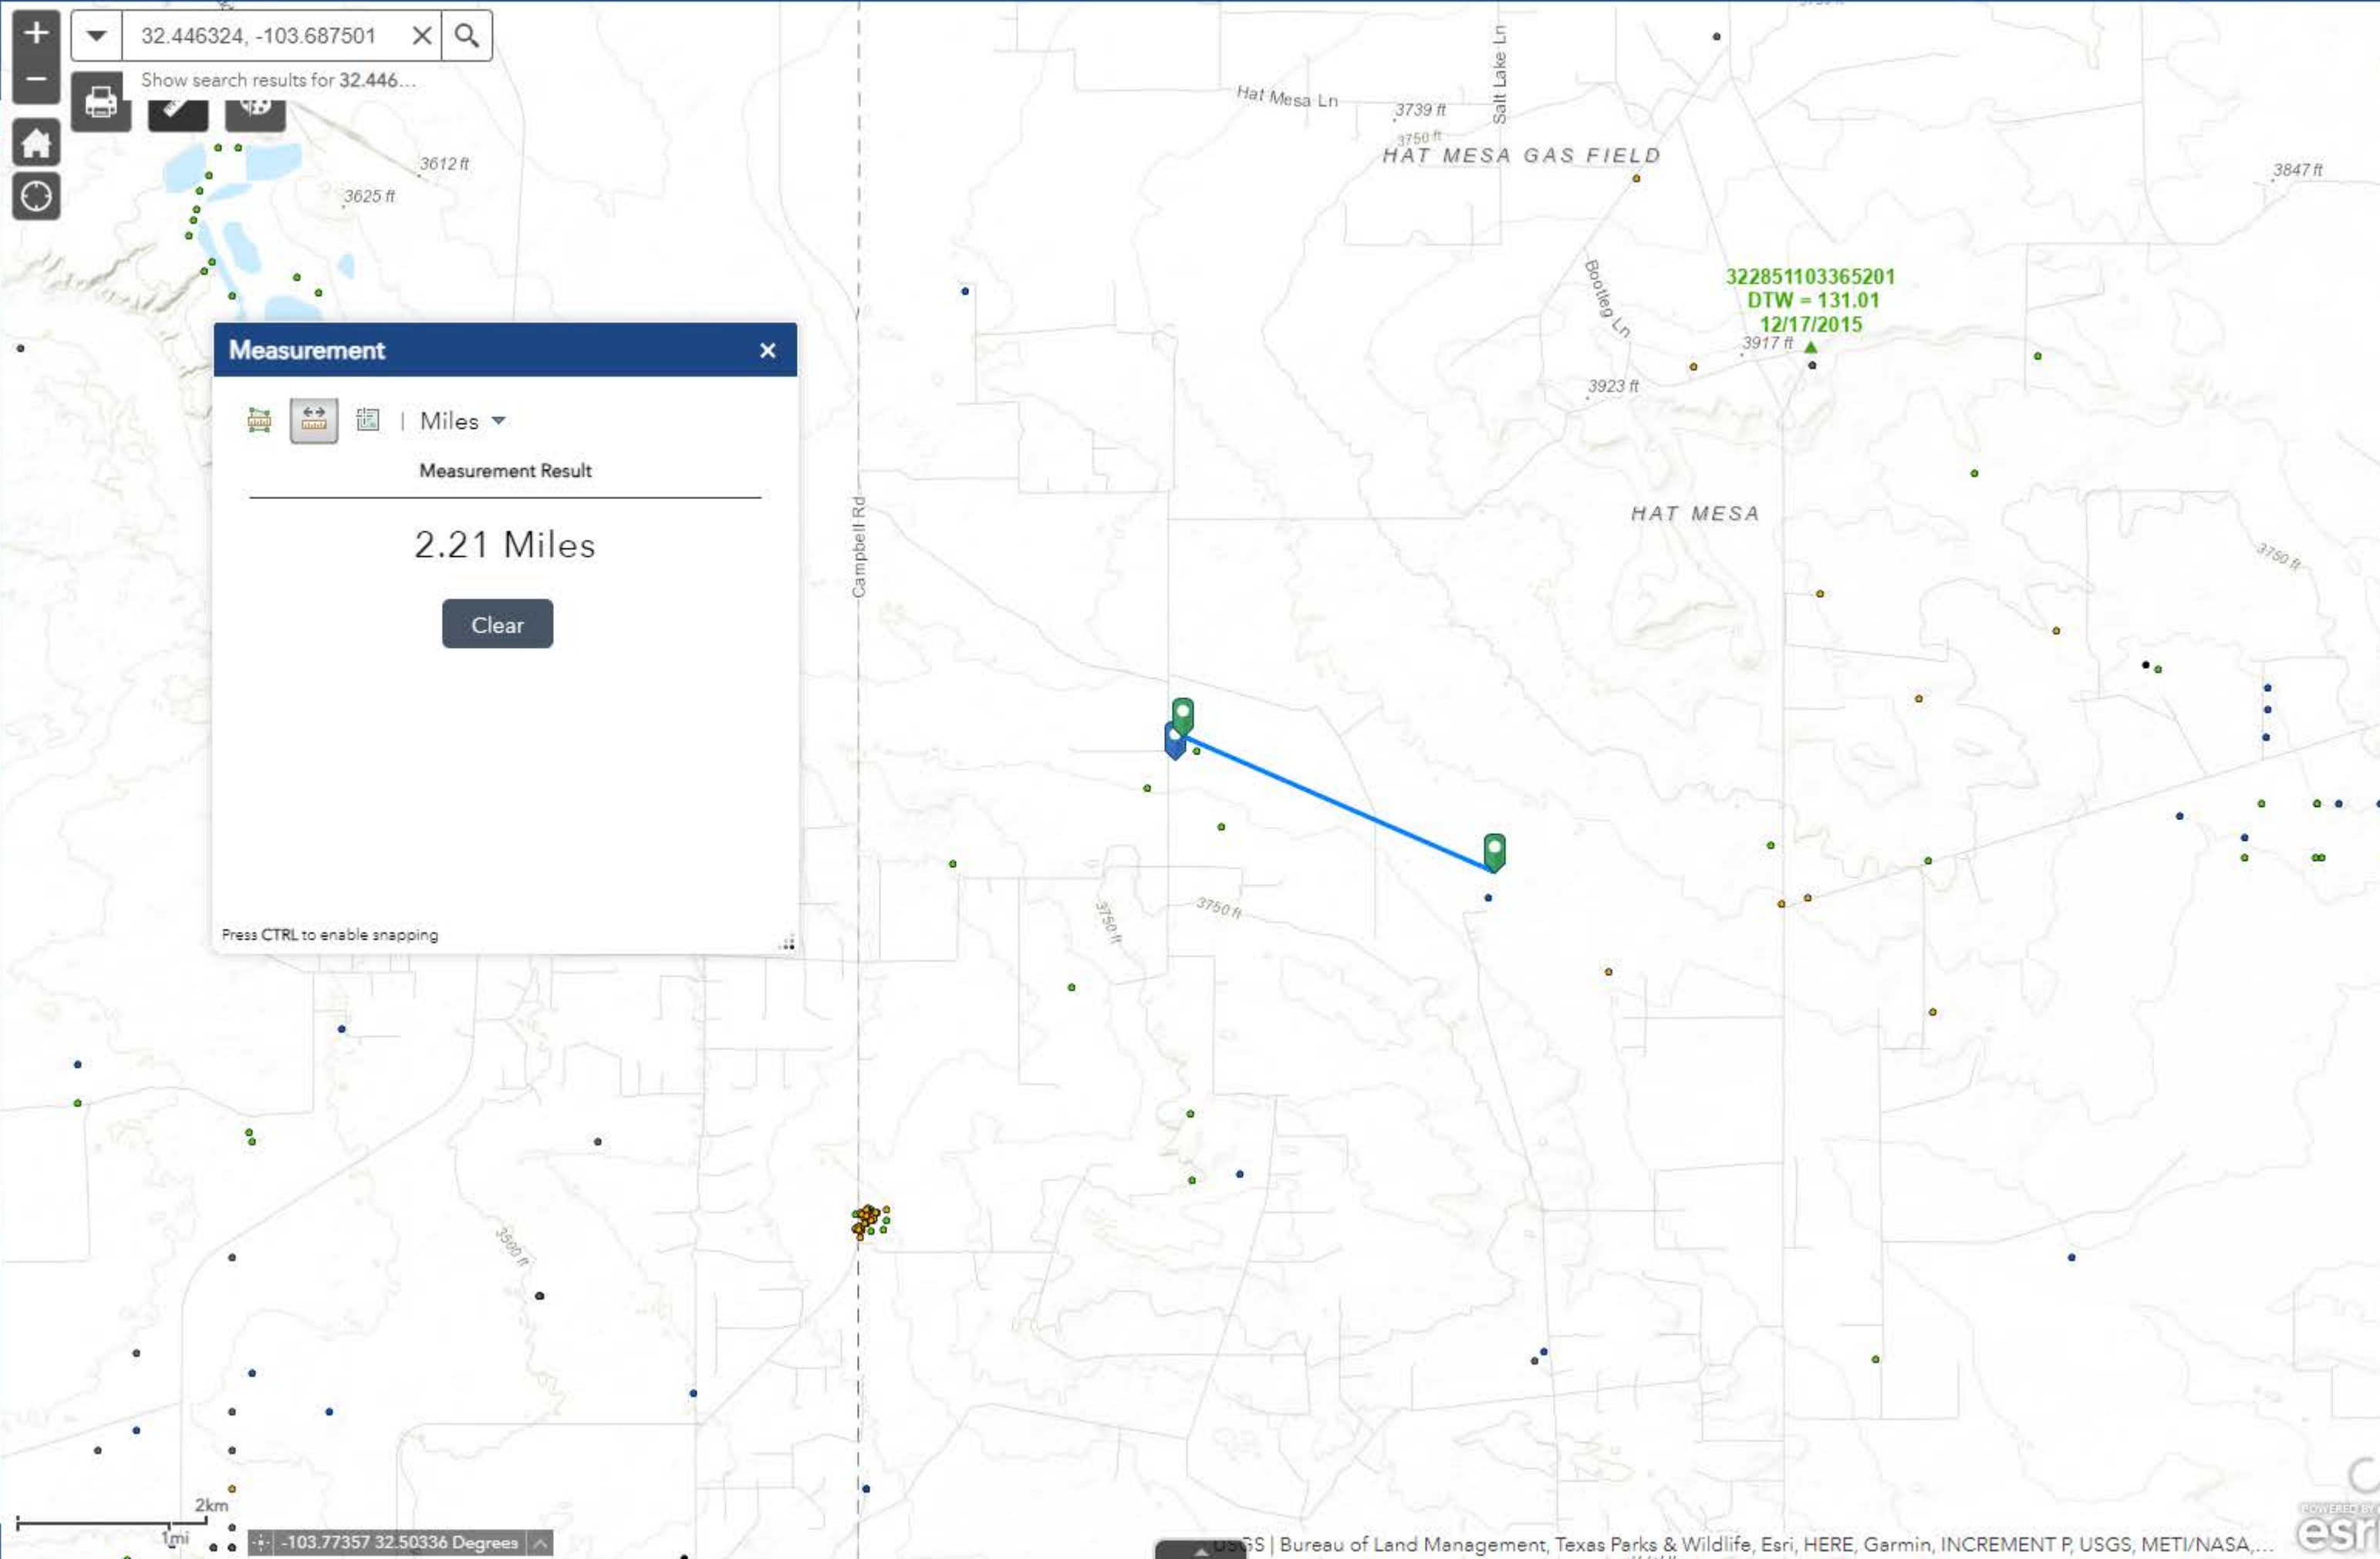 +
32.446324, -103.687501
−
Show search results for 32.446...
Hat Mesa Ln
Salt Lake Ln
3739 ft
3750 ft
HAT MESA GAS FIELD
3612 ft
3625 ft
3847 ft
Bootleg Ln
322851103365201
DTW = 131.01
12/17/2015
3917 ft
3923 ft
Measurement
| Miles
Measurement Result
2.21 Miles
Clear
Press CTRL to enable snapping
Campbell Rd
HAT MESA
3750 ft
3750 ft
3750 ft
3500 ft
2km
1mi
-103.77357 32.50336 Degrees
USGS | Bureau of Land Management, Texas Parks & Wildlife, Esri, HERE, Garmin, INCREMENT P, USGS, METI/NASA,...
POWERED BY
esri